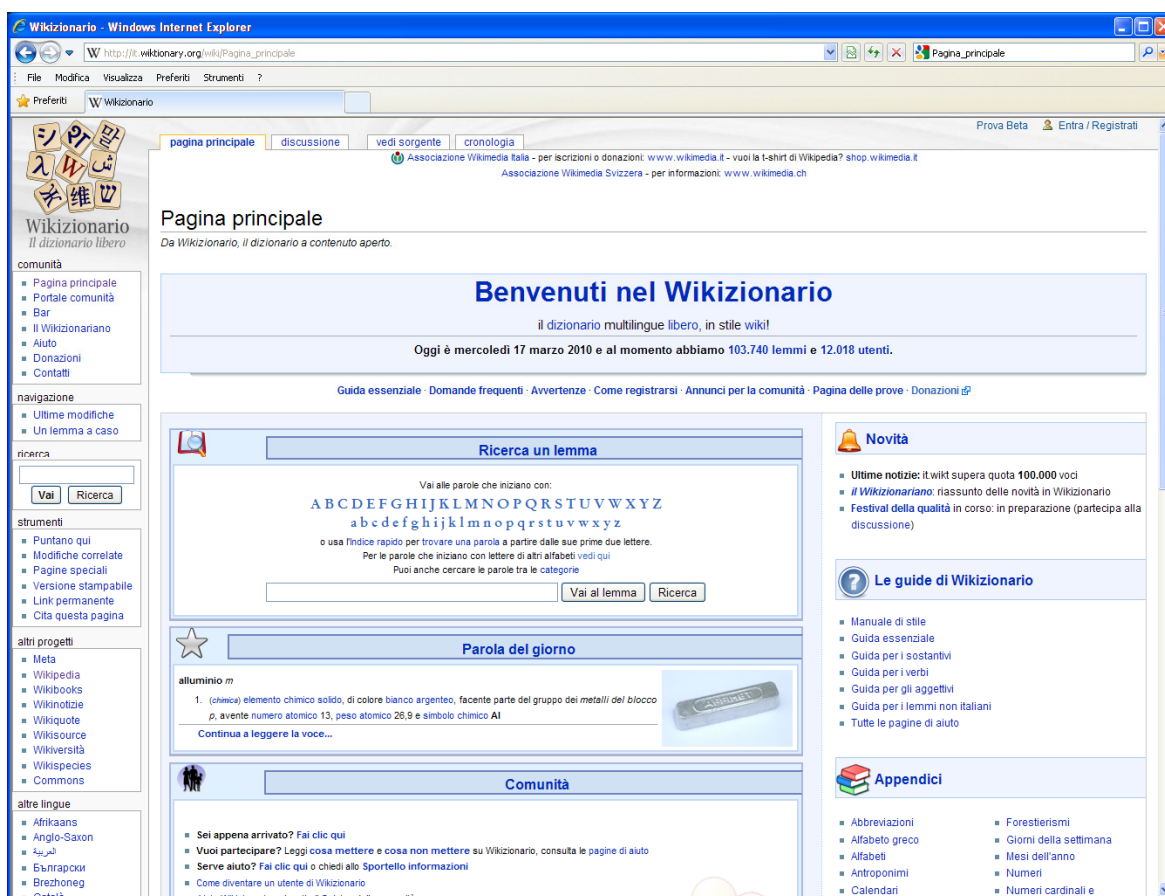 Wikizionario - Windows Internet Explorer
http://it.wiktionary.org/wiki/Pagina_principale
Pagina_principale
File Modifica Visualizza Preferiti Strumenti ?
Preferiti
Wikizionario
Prova Beta Entra / Registrati
pagina principale discussione vedi sorgente cronologia
Associazione Wikimedia Italia - per iscrizioni o donazioni: www.wikimedia.it - vuoi la t-shirt di Wikipedia? shop.wikimedia.it
Associazione Wikimedia Svizzera - per informazioni: www.wikimedia.ch
Wikizionario
Il dizionario libero
comunità
Pagina principale
Portale comunità
Bar
Il Wikizionariano
Aiuto
Donazioni
Contatti
navigazione
Ultime modifiche
Un lemma a caso
ricerca
Vai Ricerca
strumenti
Puntano qui
Modifiche correlate
Pagine speciali
Versione stampabile
Link permanente
Cita questa pagina
altri progetti
Meta
Wikipedia
Wikibooks
Wikinotizie
Wikiquote
Wikisource
Wikiversità
Wikispecies
Commons
altre lingue
Afrikaans
Anglo-Saxon
العربية
Български
Brezhoneg
Català
Pagina principale
Da Wikizionario, il dizionario a contenuto aperto.
Benvenuti nel Wikizionario
il dizionario multilingue libero, in stile wiki!
Oggi è mercoledì 17 marzo 2010 e al momento abbiamo 103.740 lemmi e 12.018 utenti.
Guida essenziale · Domande frequenti · Avvertenze · Come registrarsi · Annunci per la comunità · Pagina delle prove · Donazioni
Ricerca un lemma
Vai alle parole che iniziano con:
A B C D E F G H I J K L M N O P Q R S T U V W X Y Z
a b c d e f g h i j k l m n o p q r s t u v w x y z
o usa l'Indice rapido per trovare una parola a partire dalle sue prime due lettere.
Per le parole che iniziano con lettere di altri alfabeti vedi qui
Puoi anche cercare le parole tra le categorie
Vai al lemma Ricerca
Parola del giorno
alluminio m
1. (chimica) elemento chimico solido, di colore bianco argenteo, facente parte del gruppo dei metalli del blocco
p, avente numero atomico 13, peso atomico 26,9 e simbolo chimico Al
Continua a leggere la voce...
Comunità
Sei appena arrivato? Fai clic qui
Vuoi partecipare? Leggi cosa mettere e cosa non mettere su Wikizionario, consulta le pagine di aiuto
Serve aiuto? Fai clic qui o chiedi allo Sportello informazioni
Come diventare un utente di Wikizionario
Novità
Ultime notizie: it.wikt supera quota 100.000 voci
il Wikizionariano: riassunto delle novità in Wikizionario
Festival della qualità in corso: in preparazione (partecipa alla
discussione)
Le guide di Wikizionario
Manuale di stile
Guida essenziale
Guida per i sostantivi
Guida per i verbi
Guida per gli aggettivi
Guida per i lemmi non italiani
Tutte le pagine di aiuto
Appendici
Abbreviazioni
Alfabeto greco
Alfabeti
Antroponimi
Calendari
Forestierismi
Giorni della settimana
Mesi dell'anno
Numeri
Numeri cardinali e